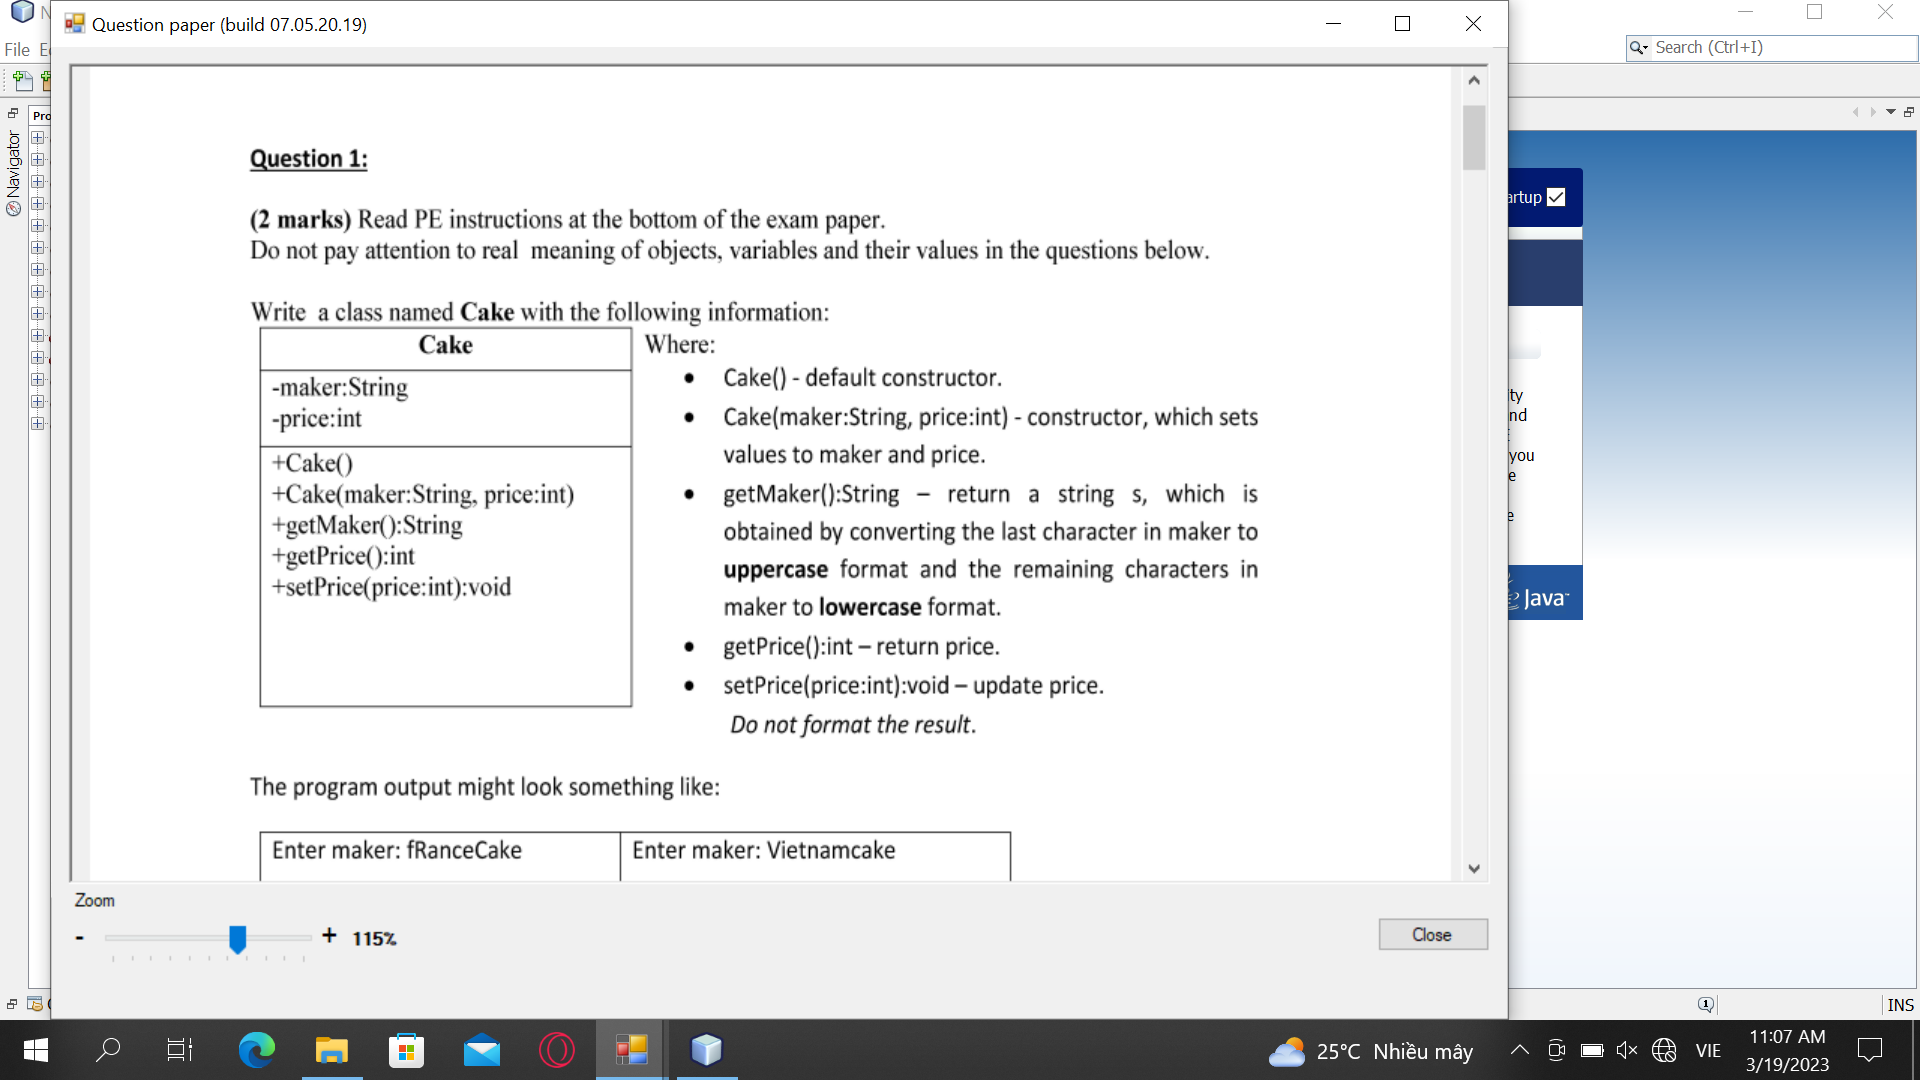 Question paper (build 07.05.20.19)
File
Search (Ctrl+I)
Pro
Navigator
Question 1:
(2 marks) Read PE instructions at the bottom of the exam paper.
Do not pay attention to real meaning of objects, variables and their values in the questions below.
Write a class named Cake with the following information:
Cake
-maker:String
-price:int
+Cake()
+Cake(maker:String, price:int)
+getMaker():String
+getPrice():int
+setPrice(price:int):void
Where:
• Cake() - default constructor.
• Cake(maker:String, price:int) - constructor, which sets
values to maker and price.
• getMaker():String – return a string s, which is
obtained by converting the last character in maker to
uppercase format and the remaining characters in
maker to lowercase format.
• getPrice():int – return price.
• setPrice(price:int):void – update price.
Do not format the result.
The program output might look something like:
Enter maker: fRanceCake
Enter maker: Vietnamcake
artup
ty
nd
you
e
e
Java
Zoom
- + 115%
Close
INS
25°C Nhiều mây
VIE
11:07 AM
3/19/2023